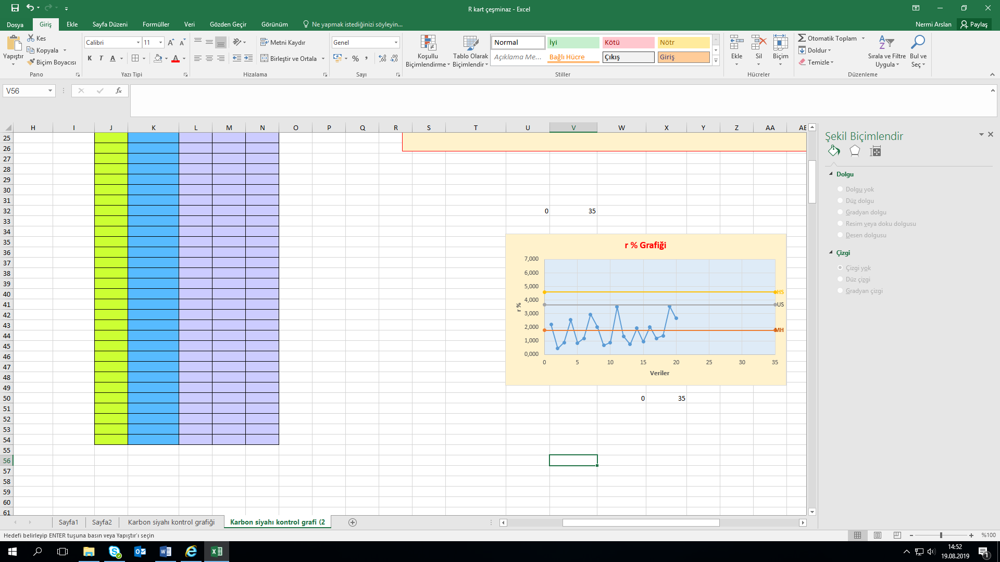 R kart çeşminaz - Excel
Dosya Giriş Ekle Sayfa Düzeni Formüller Veri Gözden Geçir Görünüm Ne yapmak istediğinizi söyleyin... Nermi Arslan Paylaş
Yapıştır
Kes
Kopyala
Biçim Boyacısı
Pano
Calibri 11
K T A
Yazı Tipi
Metni Kaydır
Birleştir ve Ortala
Hizalama
Genel
%
Sayı
Koşullu Biçimlendirme
Tablo Olarak Biçimlendir
Normal İyi Kötü Nötr
Açıklama Me... Bağlı Hücre Çıkış Giriş
Stiller
Ekle Sil Biçim
Hücreler
Otomatik Toplam
Doldur
Temizle
Sırala ve Filtre Uygula
Bul ve Seç
Düzenleme
V56
fx
H I J K L M N O P Q R S T U V W X Y Z AA AE
25
26
27
28
29
30
31
32 0 35
33
34
35
36
37
38
39
40
41
42
43
44
45
46
47
48
49
50 0 35
51
52
53
54
55
56
57
58
59
60
61
r % Grafiği
7,000
6,000
5,000
4,000
3,000
2,000
1,000
0,000
r %
HS
US
MH
0 5 10 15 20 25 30 35
Veriler
Şekil Biçimlendir
Dolgu
Dolgu yok
Düz dolgu
Gradyan dolgu
Resim veya doku dolgusu
Desen dolgusu
Çizgi
Çizgi yok
Düz çizgi
Gradyan çizgi
Sayfa1 Sayfa2 Karbon siyahı kontrol grafiği Karbon siyahı kontrol grafi (2
Hedefi belirleyip ENTER tuşuna basın veya Yapıştır'ı seçin
%100
14:52
19.08.2019
1